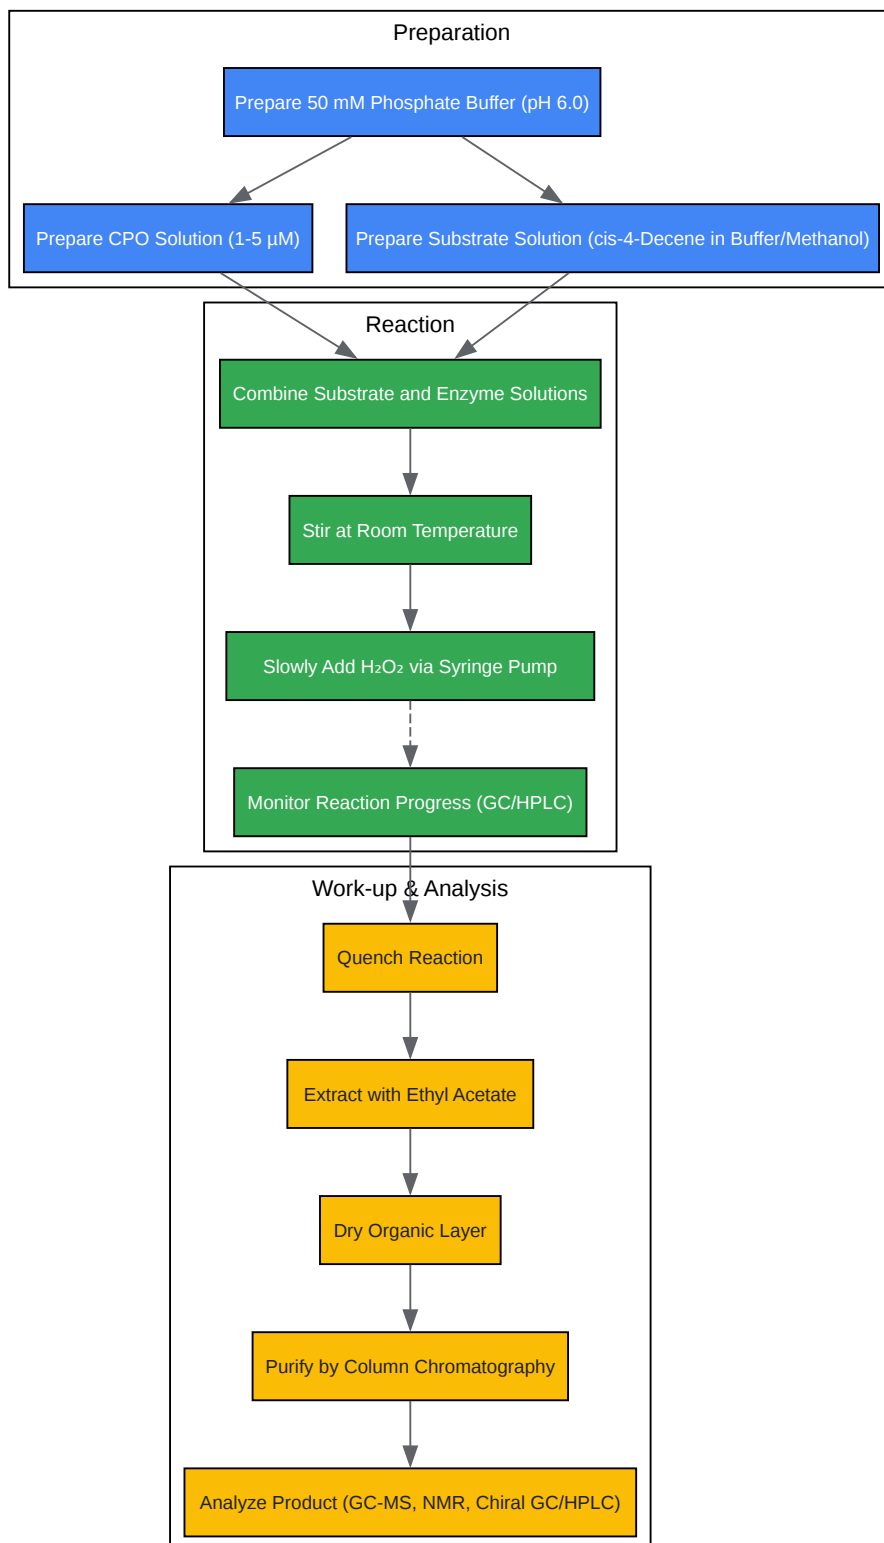 Preparation
Prepare 50 mM Phosphate Buffer (pH 6.0)
Prepare CPO Solution (1-5 µM)
Prepare Substrate Solution (cis-4-Decene in Buffer/Methanol)
Reaction
Combine Substrate and Enzyme Solutions
Stir at Room Temperature
Slowly Add H₂O₂ via Syringe Pump
Monitor Reaction Progress (GC/HPLC)
Work-up & Analysis
Quench Reaction
Extract with Ethyl Acetate
Dry Organic Layer
Purify by Column Chromatography
Analyze Product (GC-MS, NMR, Chiral GC/HPLC)